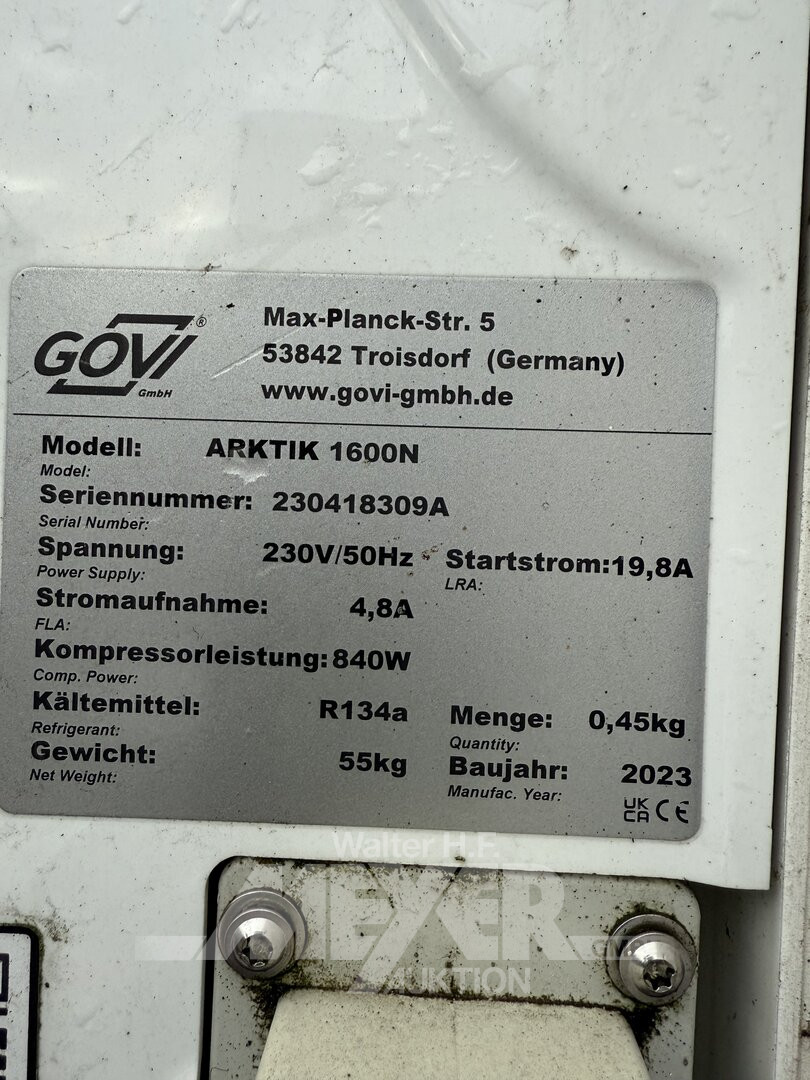 GOVI®
GmbH
Max-Planck-Str. 5
53842 Troisdorf (Germany)
www.govi-gmbh.de
Modell: ARKTIK 1600N
Model:
Seriennummer: 230418309A
Serial Number:
Spannung: 230V/50Hz Startstrom:19,8A
Power Supply: LRA:
Stromaufnahme: 4,8A
FLA:
Kompressorleistung: 840W
Comp. Power:
Kältemittel: R134a Menge: 0,45kg
Refrigerant: Quantity:
Gewicht: 55kg Baujahr: 2023
Net Weight: Manufac. Year:
UK
CA CE
Walter H.F.
MEYER
AUKTION